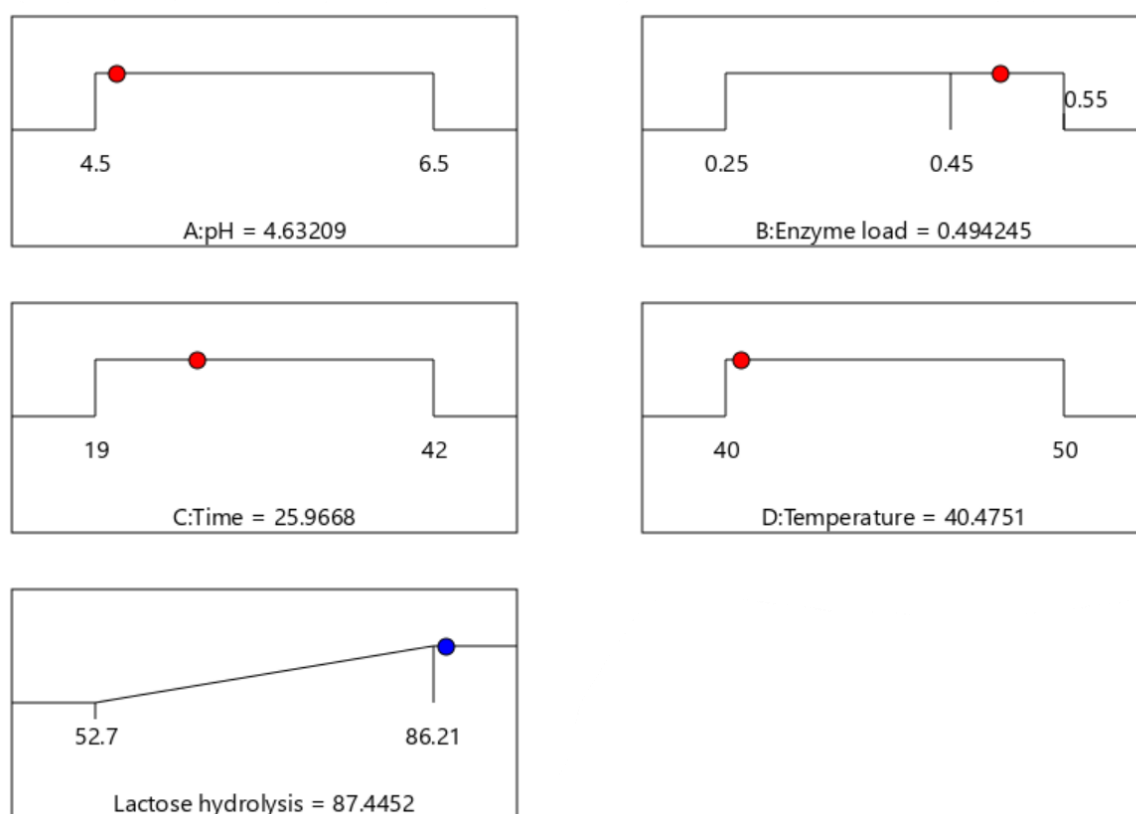 4.5 6.5
A:pH = 4.63209
0.55
0.25 0.45
B:Enzyme load = 0.494245
19 42
C:Time = 25.9668
40 50
D:Temperature = 40.4751
52.7 86.21
Lactose hydrolysis = 87.4452